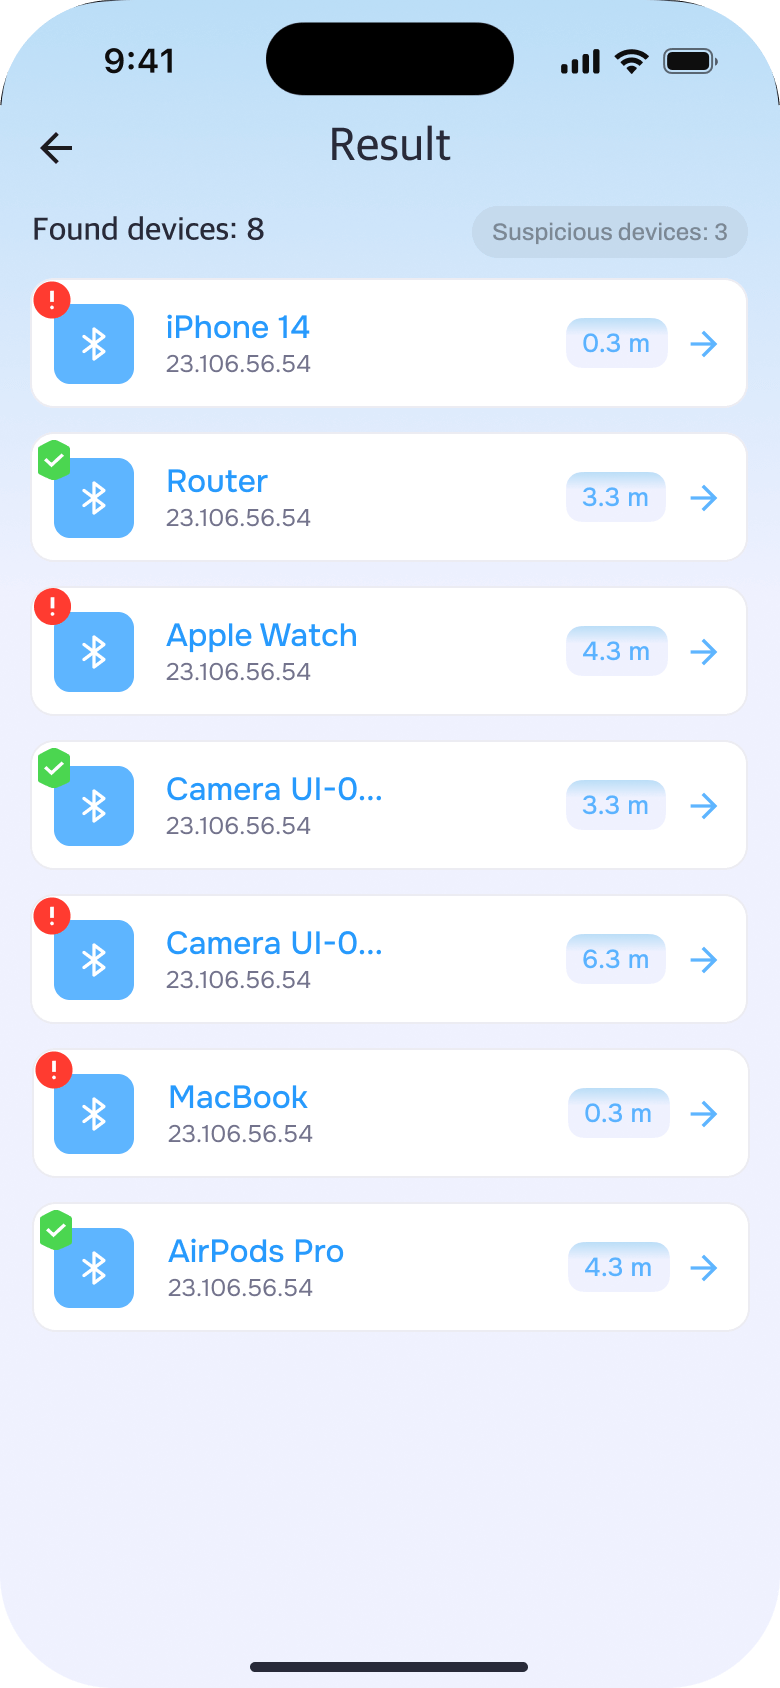 9:41
Result
Found devices: 8
Suspicious devices: 3
iPhone 14
23.106.56.54
0.3 m
Router
23.106.56.54
3.3 m
Apple Watch
23.106.56.54
4.3 m
Camera UI-0...
23.106.56.54
3.3 m
Camera UI-0...
23.106.56.54
6.3 m
MacBook
23.106.56.54
0.3 m
AirPods Pro
23.106.56.54
4.3 m